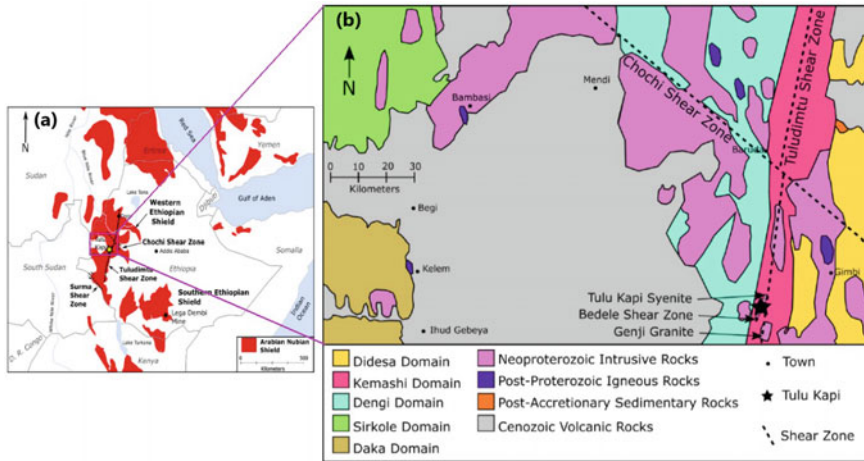 (a)
N
Red Sea
Eritrea
Yemen
Sudan
Lake Tana
Western
Ethiopian
Shield
Djibouti
Gulf of Aden
Chochi Shear Zone
Addis Ababa
South Sudan
Ethiopia
Somalia
Tuludimtu
Shear Zone
Surma
Shear
Zone
Southern Ethiopian
Shield
Lega Dembi
Mine
Indian
Ocean
D. R. Congo
Lake Turkana
Kenya
Arabian Nubian
Shield
Kilometers
0
500
(b)
N
Mendi
Bambasi
Chochi Shear Zone
Tuludimtu Shear Zone
0 10 20 30
Kilometers
Begi
Kelem
Gimbi
Tulu Kapi Syenite
Bedele Shear Zone
Genji Granite
Ihud Gebeya
Didesa Domain
Kemashi Domain
Dengi Domain
Sirkole Domain
Daka Domain
Neoproterozoic Intrusive Rocks
Post-Proterozoic Igneous Rocks
Post-Accretionary Sedimentary Rocks
Cenozoic Volcanic Rocks
Town
Tulu Kapi
Shear Zone